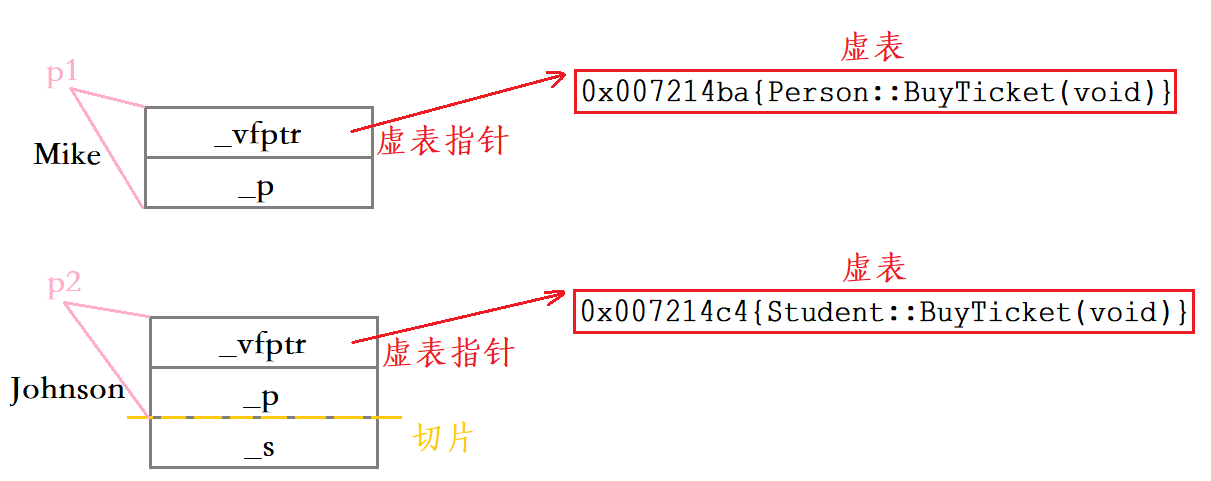 虚表
p1
0x007214ba{Person::BuyTicket(void)}
_vfptr
虚表指针
Mike
_p
虚表
p2
0x007214c4{Student::BuyTicket(void)}
_vfptr
虚表指针
Johnson
_p
切片
_s